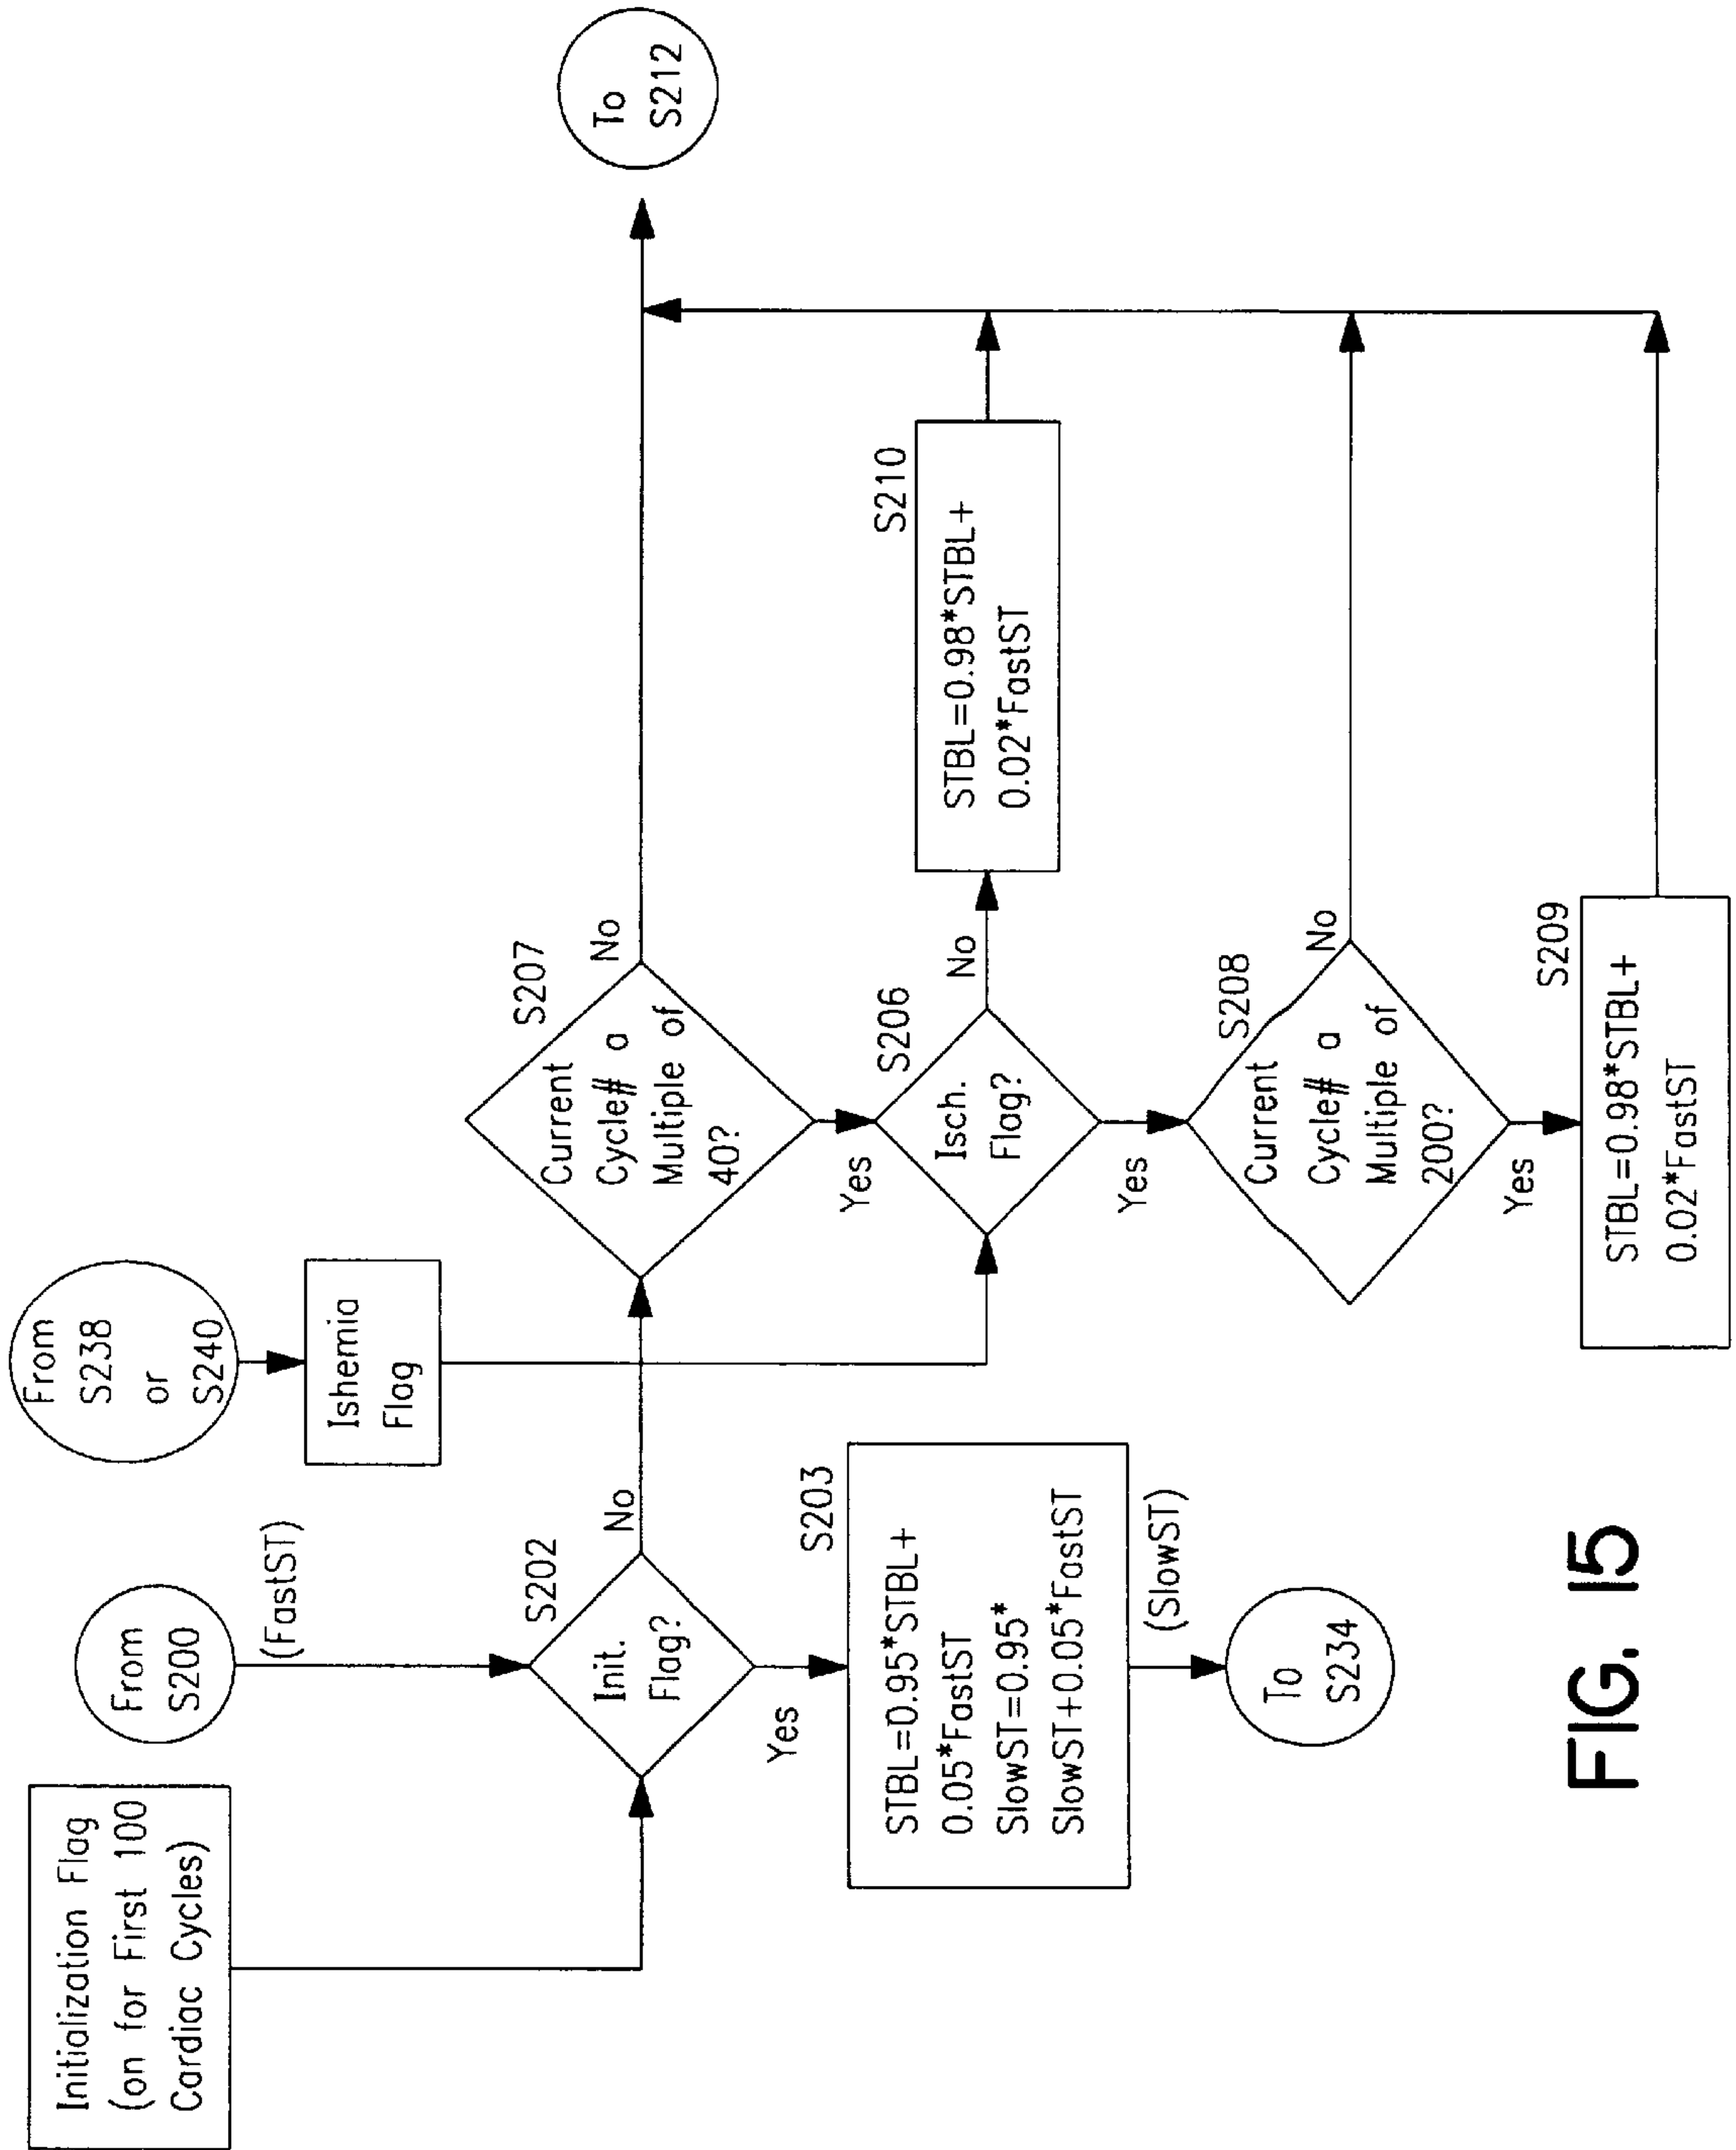 Initialization Flag
(on for First 100
Cardiac Cycles)
From
S200
(FastST)
From
S238
or
S240
Ishemia
Flag
S202
Init.
Flag?
No
Yes
S203
STBL=0.95*STBL+
0.05*FastST
SlowST=0.95*
SlowST+0.05*FastST
(SlowST)
To
S234
S207
Current
Cycle# a
Multiple of
40?
No
Yes
S206
Isch.
Flag?
No
Yes
S210
STBL=0.98*STBL+
0.02*FastST
S208
Current
Cycle# a
Multiple of
200?
No
Yes
S209
STBL=0.98*STBL+
0.02*FastST
To
S212
FIG. 15